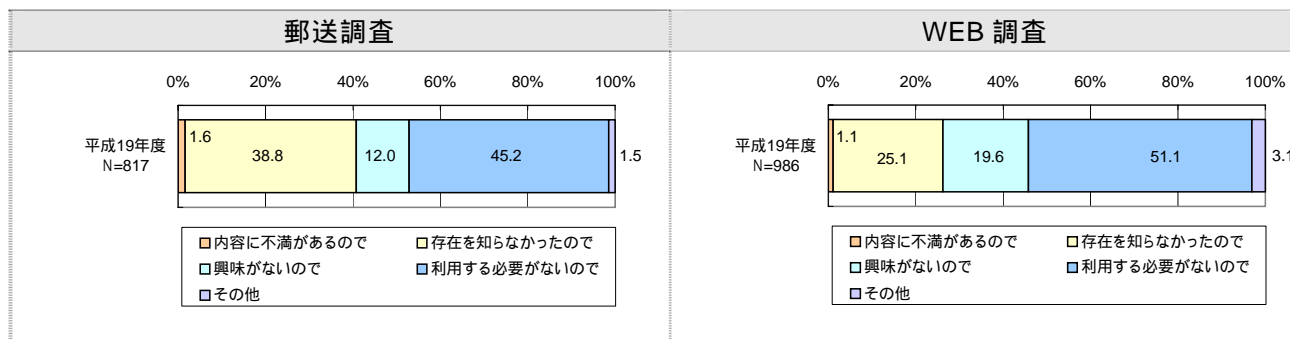 郵送調査
WEB 調査
0% 20% 40% 60% 80% 100%
平成19年度
N=817
1.6
38.8
12.0
45.2
1.5
内容に不満があるので
存在を知らなかったので
興味がないので
利用する必要がないので
その他
0% 20% 40% 60% 80% 100%
平成19年度
N=986
1.1
25.1
19.6
51.1
3.1
内容に不満があるので
存在を知らなかったので
興味がないので
利用する必要がないので
その他